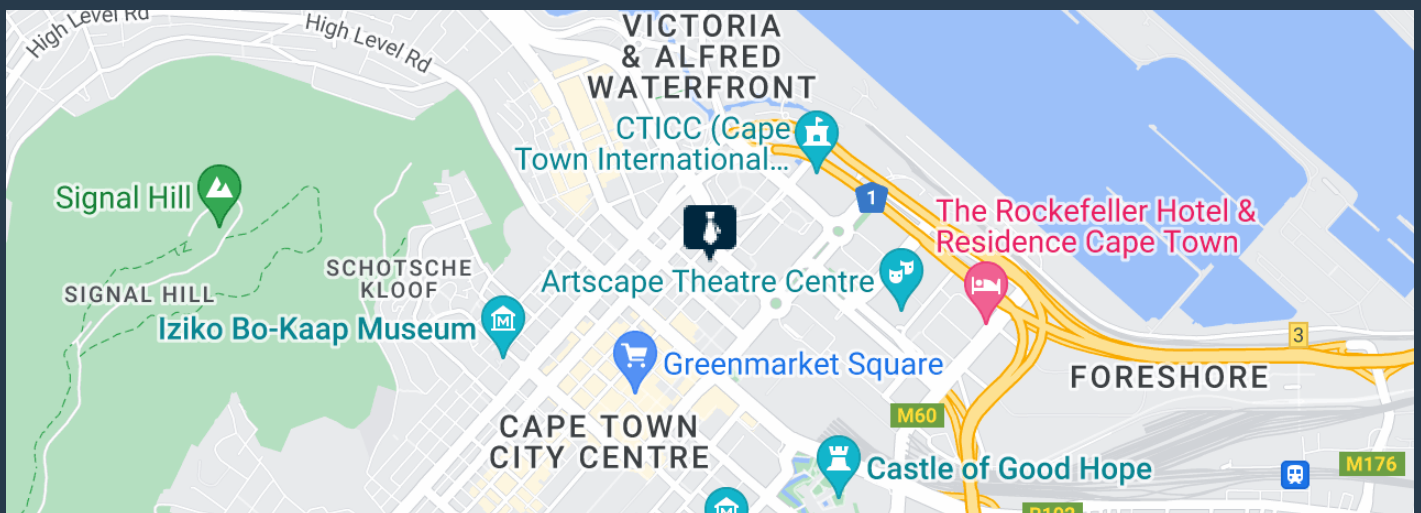 High Level Rd
High Level Rd
VICTORIA
& ALFRED
WATERFRONT
CTICC (Cape
Town International...
1
Signal Hill
The Rockefeller Hotel &
Residence Cape Town
SCHOTSCHE
KLOOF
Artscape Theatre Centre
SIGNAL HILL
Iziko Bo-Kaap Museum
M
3
Greenmarket Square
FORESHORE
M60
CAPE TOWN
CITY CENTRE
Castle of Good Hope
M176
M